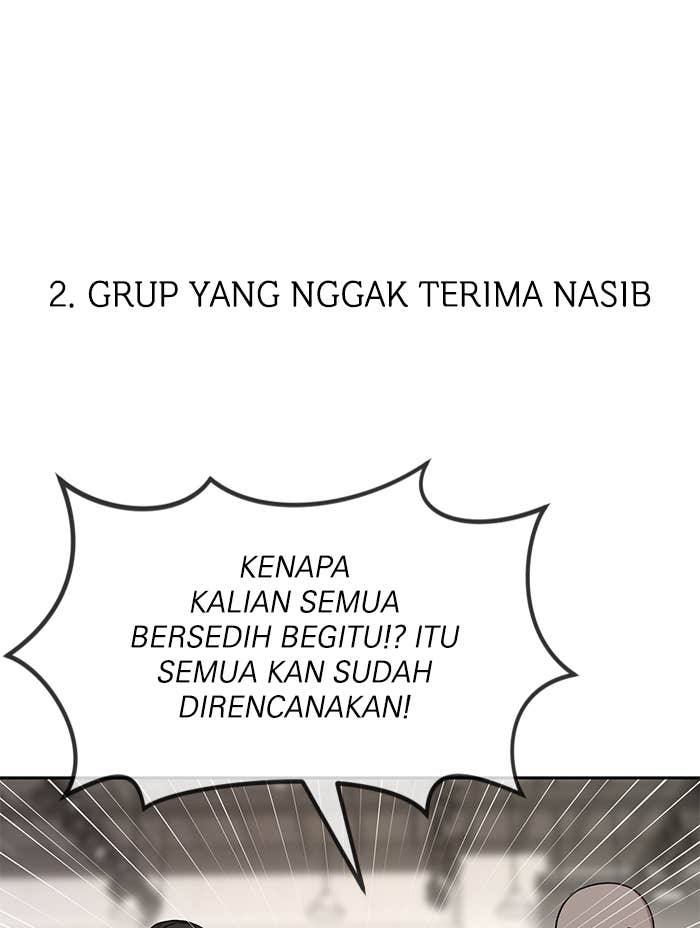 2. GRUP YANG NGGAK TERIMA NASIB
KENAPA
KALIAN SEMUA
BERSEDIH BEGITU!? ITU
SEMUA KAN SUDAH
DIRENCANAKAN!